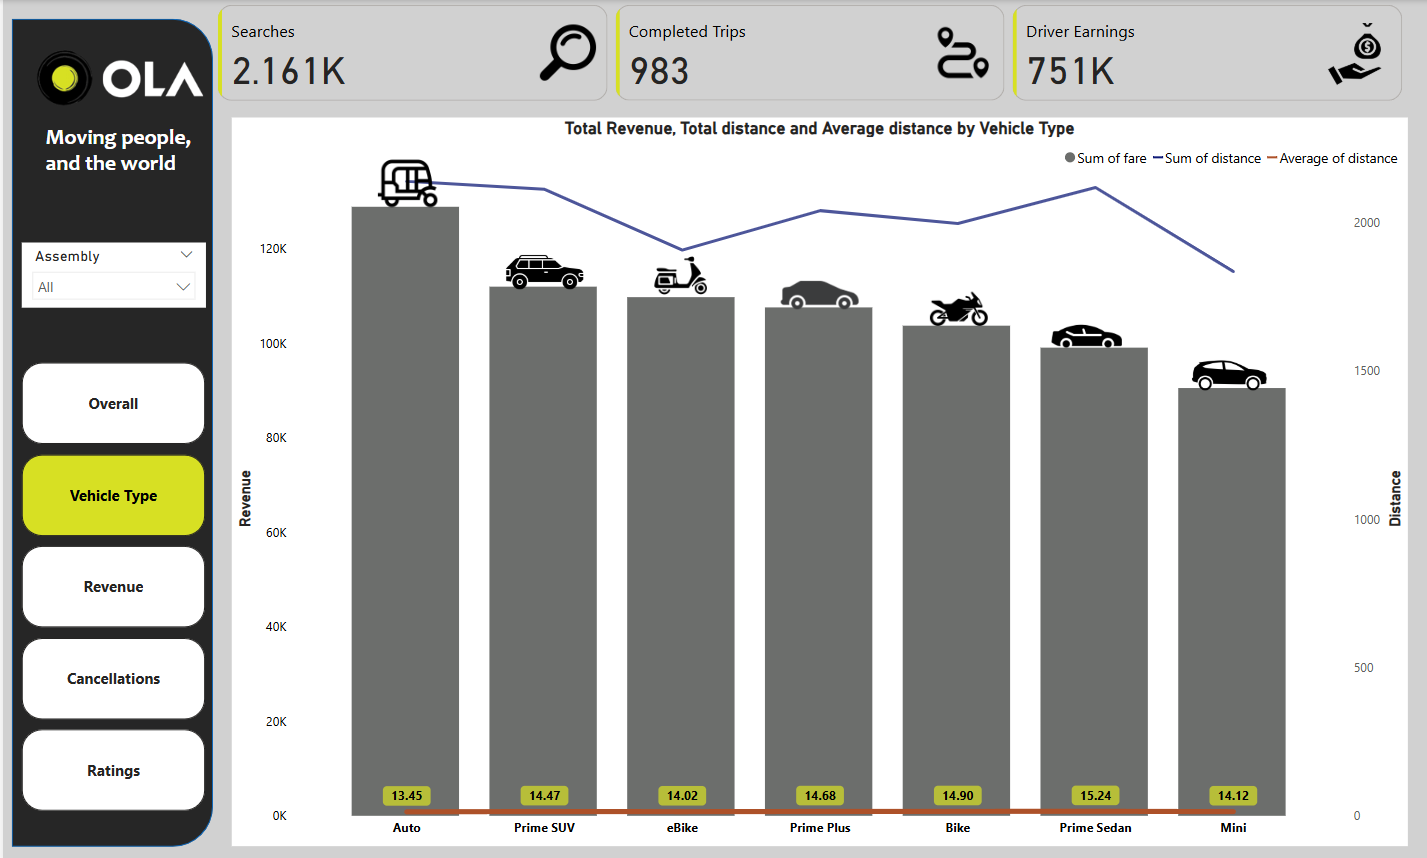 OLA
Moving people,
and the world
Assembly
All
Overall
Vehicle Type
Revenue
Cancellations
Ratings
Searches
2.161K
Completed Trips
983
Driver Earnings
751K
Total Revenue, Total distance and Average distance by Vehicle Type
Sum of fare Sum of distance Average of distance
120K
100K
80K
60K
40K
20K
0K
Revenue
2000
1500
1000
500
0
Distance
13.45 14.47 14.02 14.68 14.90 15.24 14.12
Auto Prime SUV eBike Prime Plus Bike Prime Sedan Mini